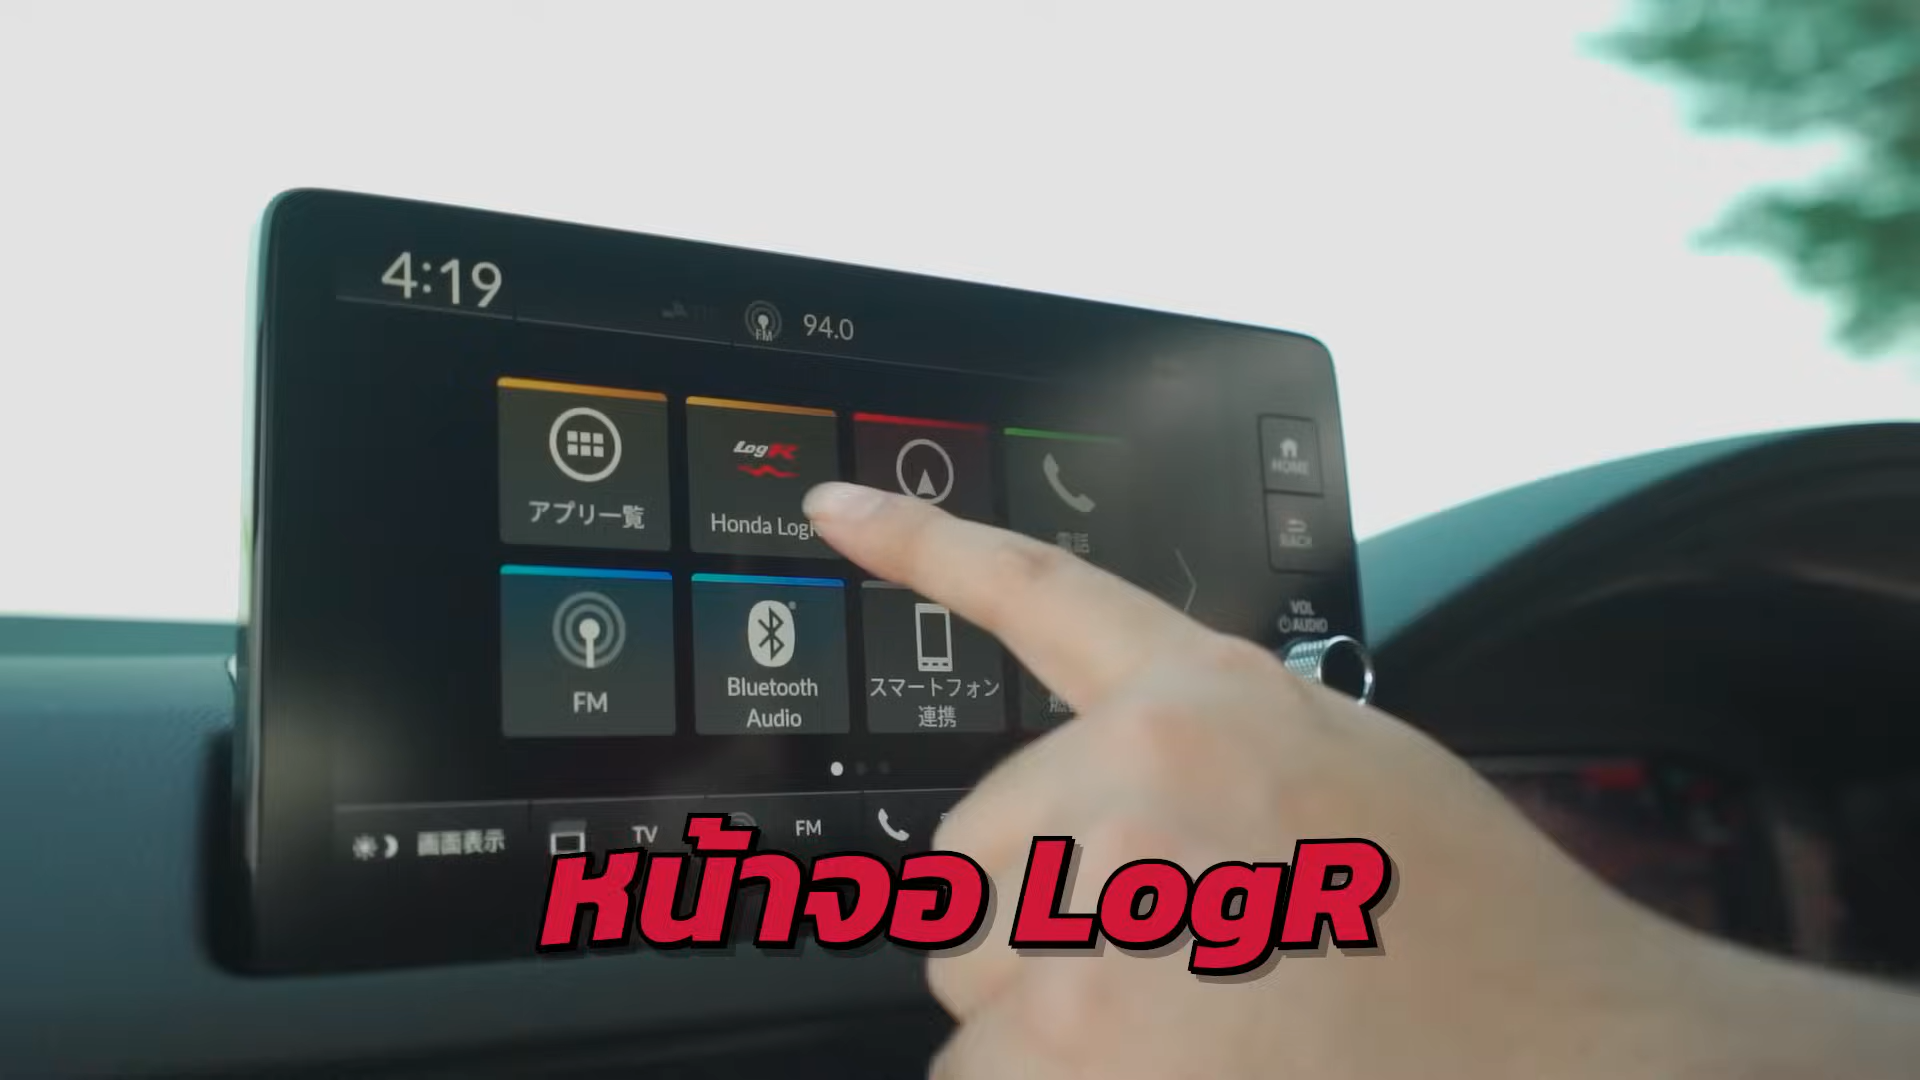 4:19
FM
94.0
アプリ一覧
LogR
Honda LogR
電話
HOME
BACK
FM
Bluetooth
Audio
スマートフォン
連携
VOL
AUDIO
画面表示
TV
FM
หน้าจอ LogR